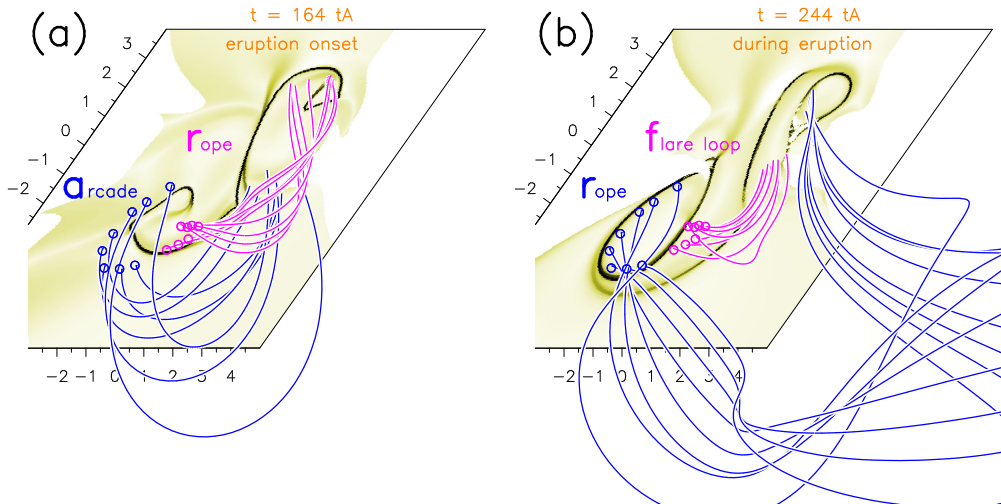 (a)
t = 164 tA
eruption onset
3
2
1
0
-1
-2
rope
arcade
-2 -1 0 1 2 3 4
(b)
t = 244 tA
during eruption
3
2
1
0
-1
-2
flare loop
rope
-2 -1 0 1 2 3 4